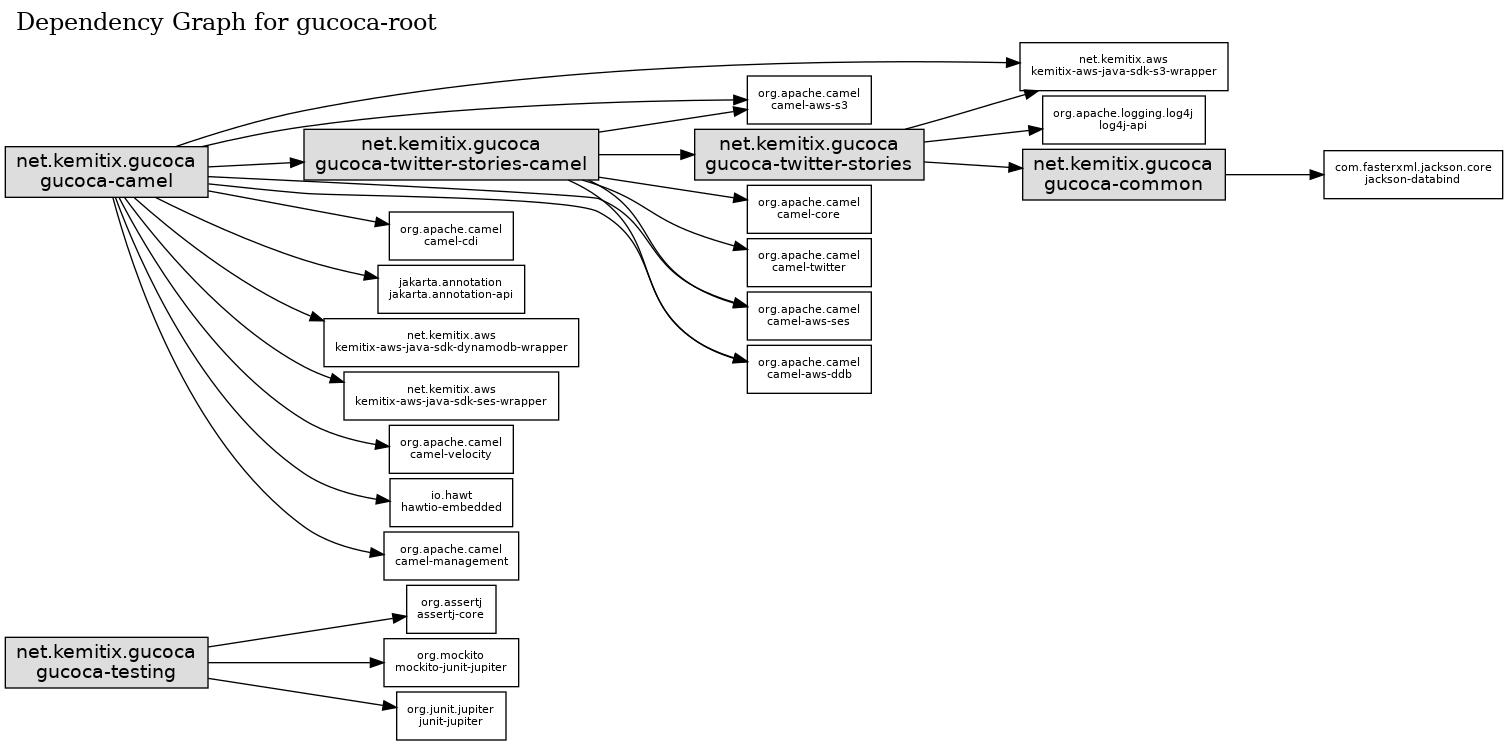 Dependency Graph for gucoca-root
net.kemitix.gucoca
gucoca-camel
net.kemitix.gucoca
gucoca-twitter-stories-camel
org.apache.camel
camel-cdi
jakarta.annotation
jakarta.annotation-api
net.kemitix.aws
kemitix-aws-java-sdk-dynamodb-wrapper
net.kemitix.aws
kemitix-aws-java-sdk-ses-wrapper
org.apache.camel
camel-velocity
io.hawt
hawtio-embedded
org.apache.camel
camel-management
net.kemitix.gucoca
gucoca-testing
org.assertj
assertj-core
org.mockito
mockito-junit-jupiter
org.junit.jupiter
junit-jupiter
org.apache.camel
camel-aws-s3
net.kemitix.gucoca
gucoca-twitter-stories
org.apache.camel
camel-core
org.apache.camel
camel-twitter
org.apache.camel
camel-aws-ses
org.apache.camel
camel-aws-ddb
net.kemitix.aws
kemitix-aws-java-sdk-s3-wrapper
org.apache.logging.log4j
log4j-api
net.kemitix.gucoca
gucoca-common
com.fasterxml.jackson.core
jackson-databind